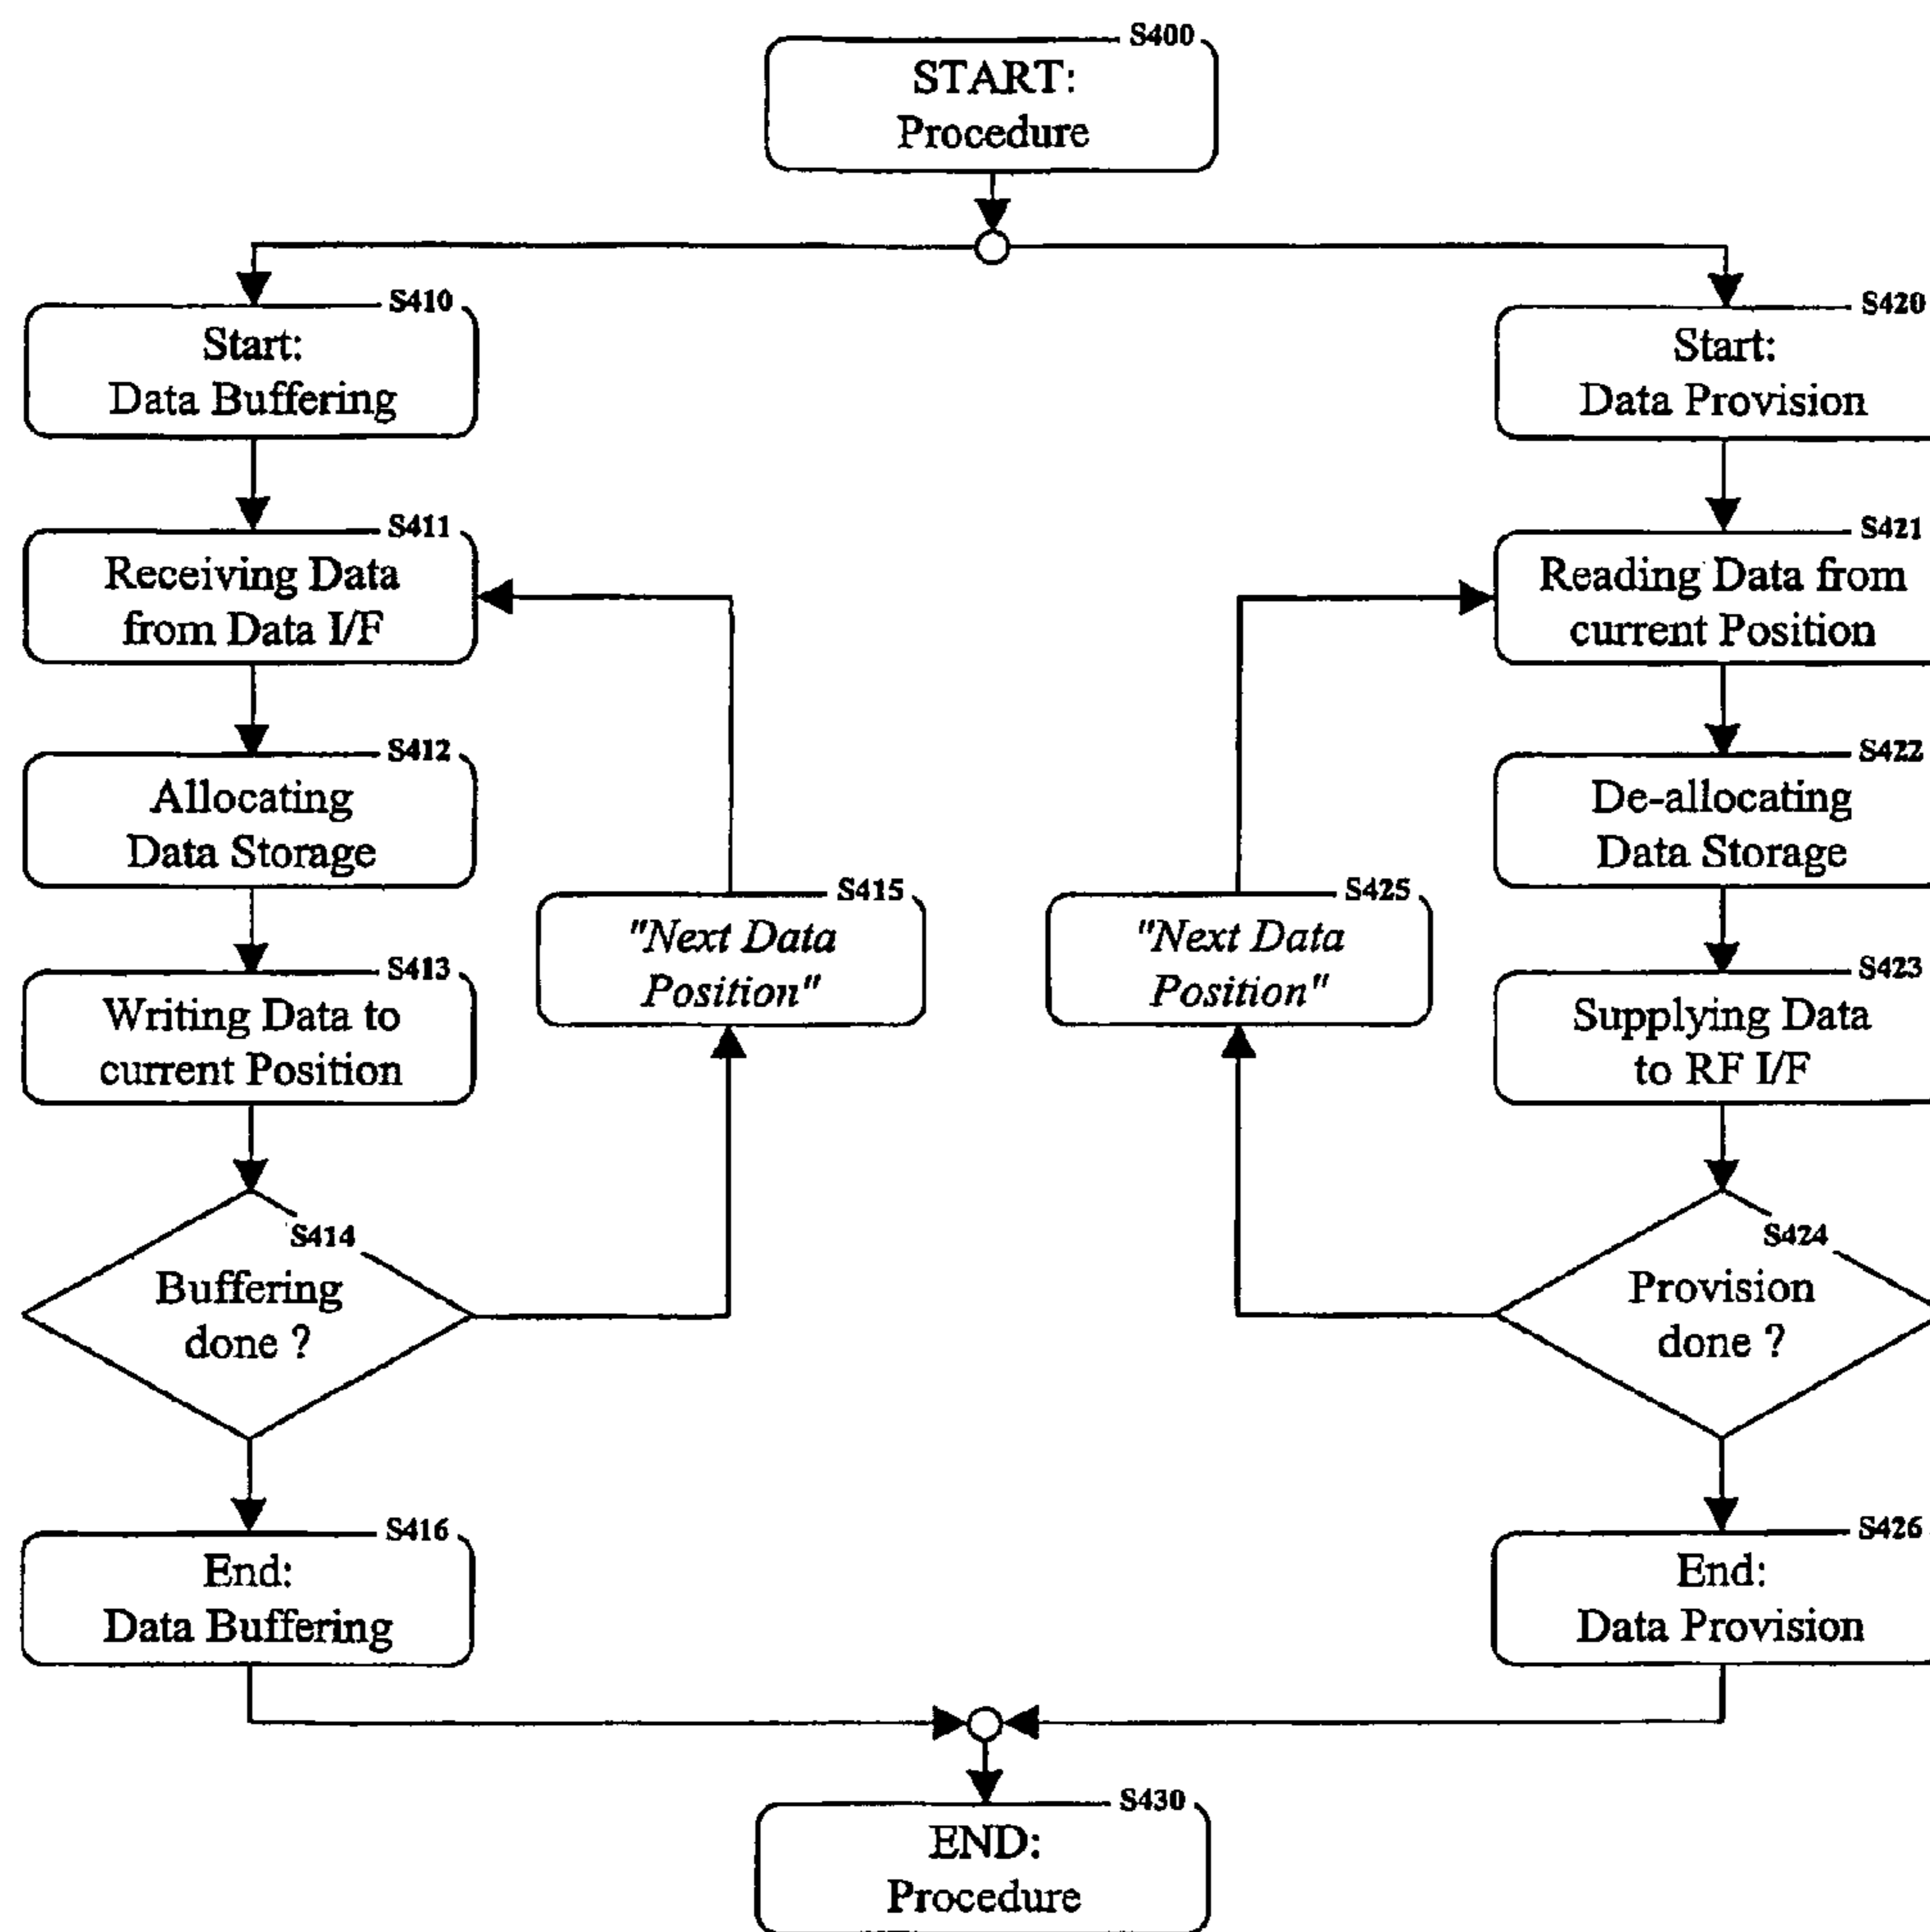 S400
START:
Procedure
S410
Start:
Data Buffering
S411
Receiving Data
from Data I/F
S412
Allocating
Data Storage
S413
Writing Data to
current Position
S414
Buffering
done ?
S415
"Next Data
Position"
S416
End:
Data Buffering
S420
Start:
Data Provision
S421
Reading Data from
current Position
S422
De-allocating
Data Storage
S423
Supplying Data
to RF I/F
S424
Provision
done ?
S425
"Next Data
Position"
S426
End:
Data Provision
S430
END:
Procedure